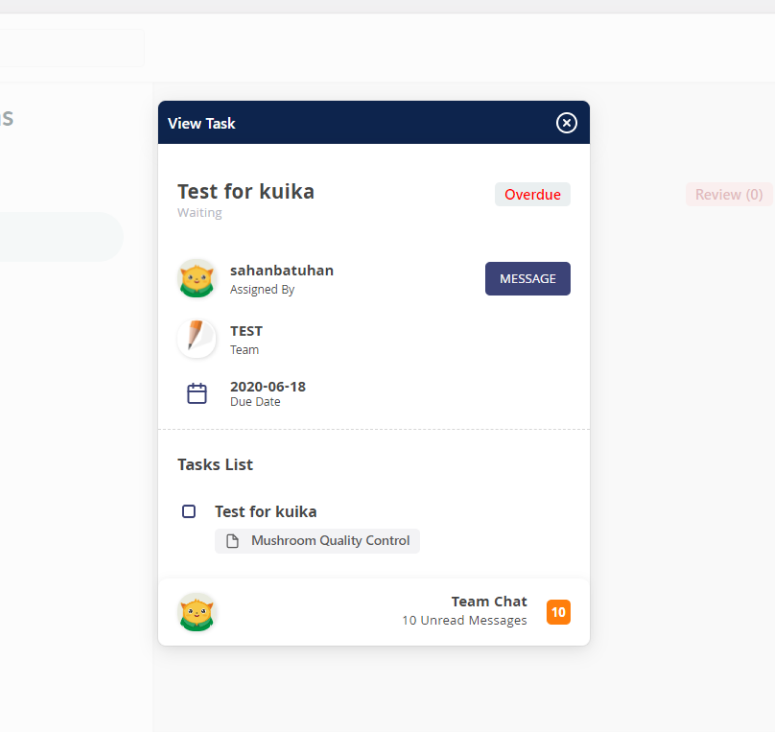 View Task
Test for kuika
Overdue
Waiting
Review (0)
sahanbatuhan
Assigned By
MESSAGE
TEST
Team
2020-06-18
Due Date
Tasks List
Test for kuika
Mushroom Quality Control
Team Chat
10 Unread Messages
10